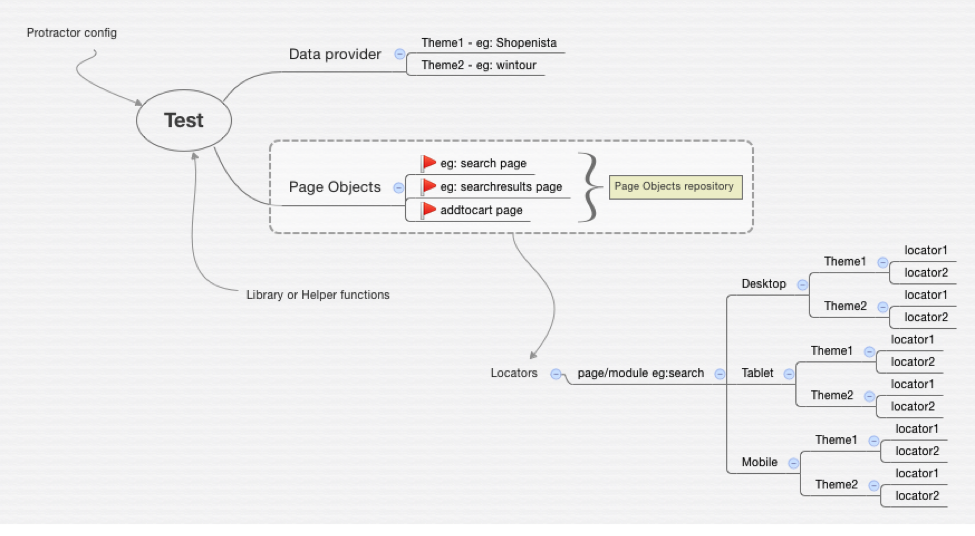 Protractor config
Data provider
Theme1 - eg: Shopenista
Theme2 - eg: wintour
Test
Page Objects
eg: search page
eg: searchresults page
addtocart page
Page Objects repository
Library or Helper functions
Locators
page/module eg:search
Desktop
Theme1
locator1
locator2
Theme2
locator1
locator2
Tablet
Theme1
locator1
locator2
Theme2
locator1
locator2
Mobile
Theme1
locator1
locator2
Theme2
locator1
locator2